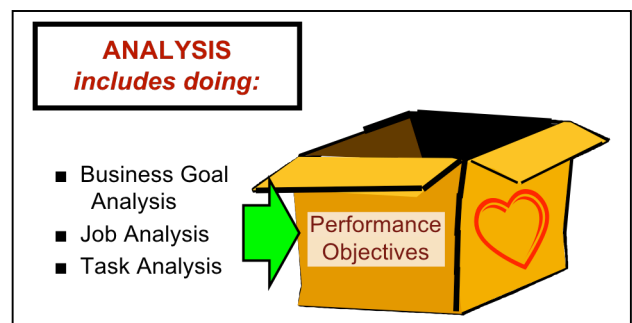 ANALYSIS
includes doing:
■ Business Goal
Analysis
■ Job Analysis
■ Task Analysis
Performance
Objectives